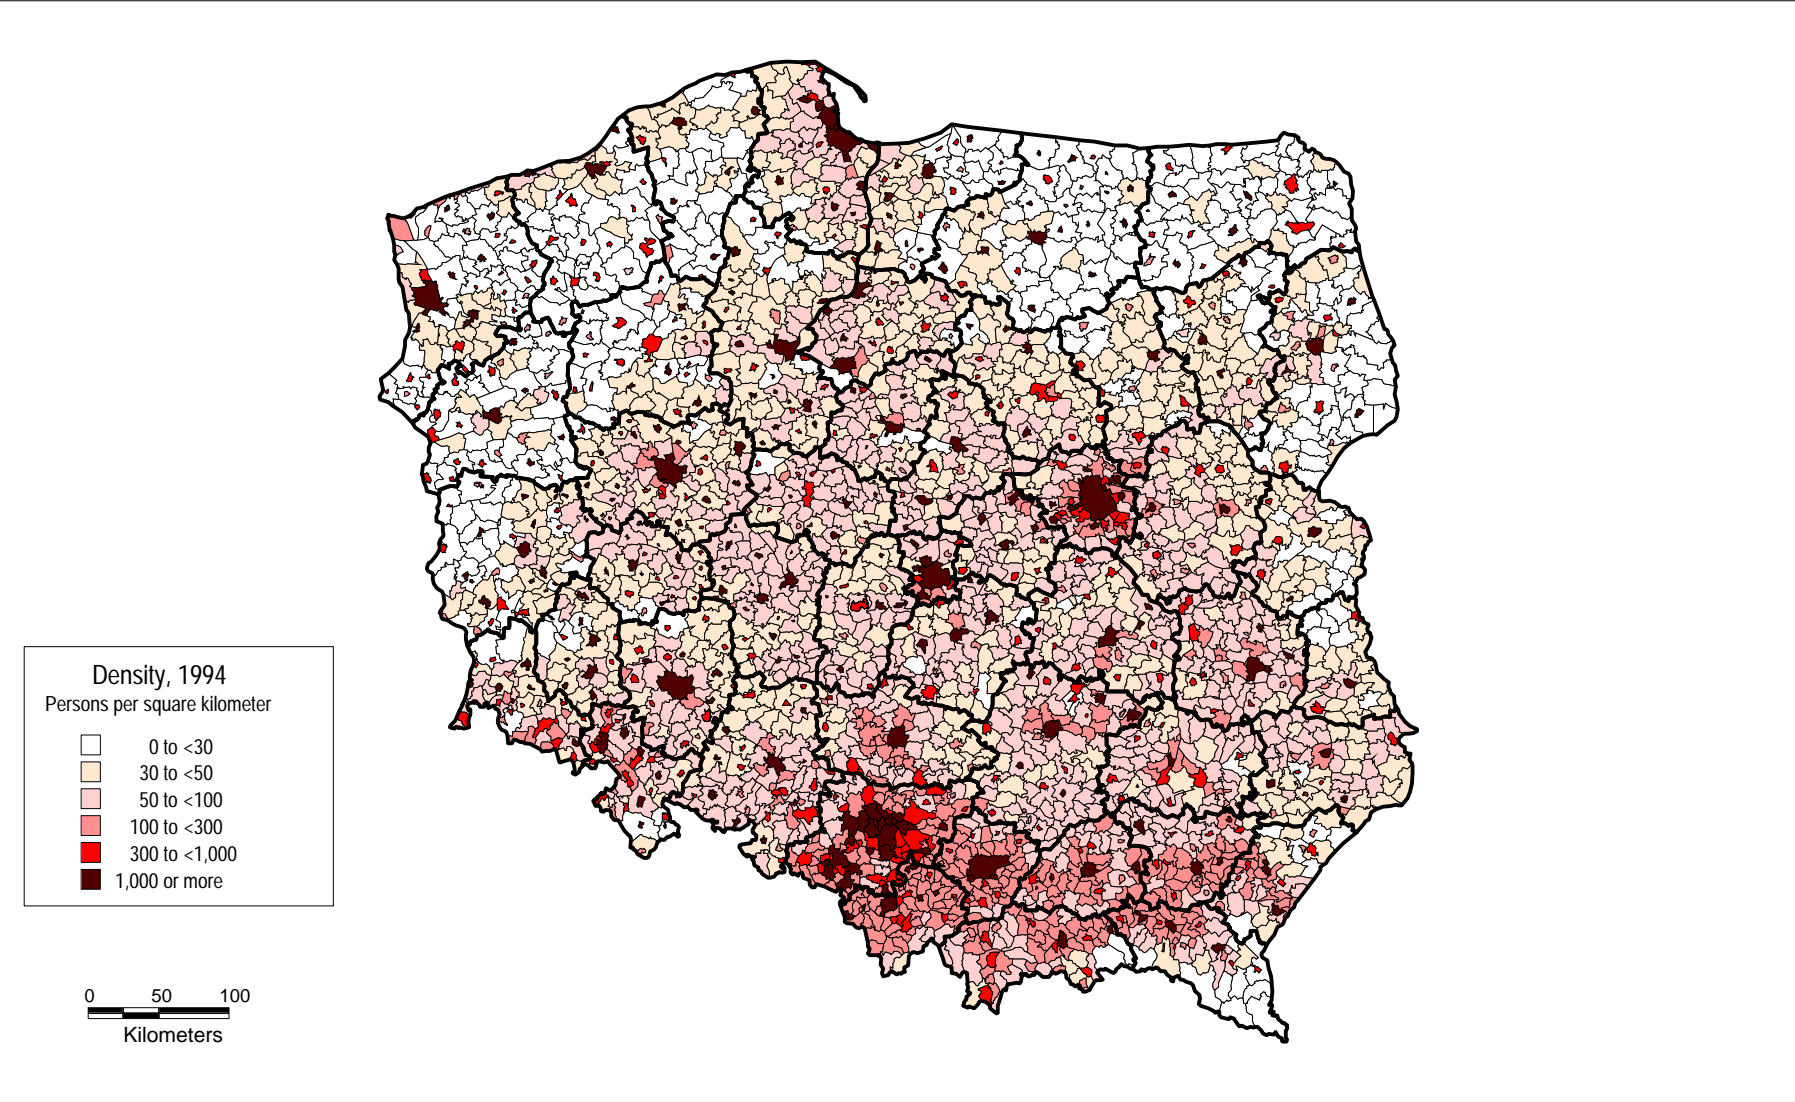 Density, 1994
Persons per square kilometer
0 to <30
30 to <50
50 to <100
100 to <300
300 to <1,000
1,000 or more
0 50 100
Kilometers